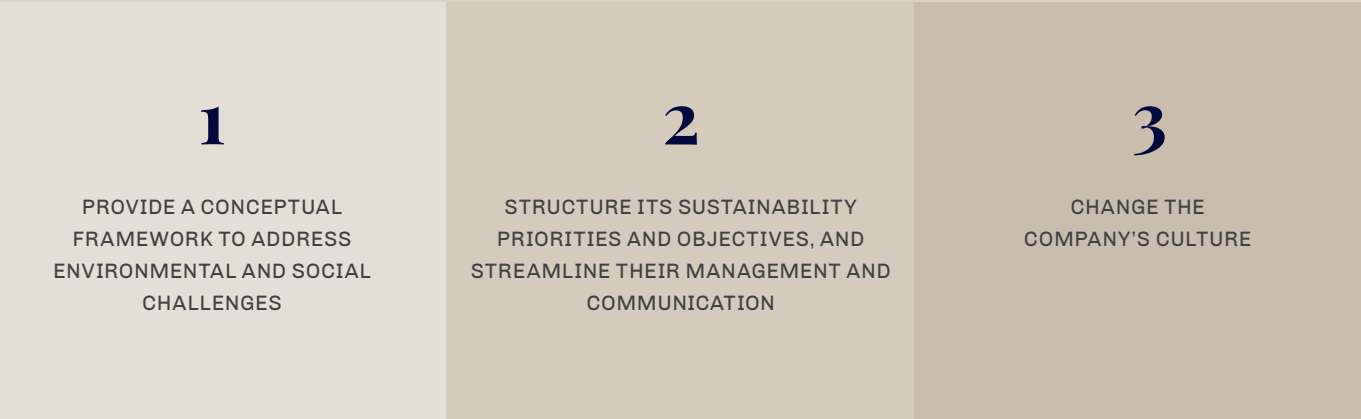 1
PROVIDE A CONCEPTUAL
FRAMEWORK TO ADDRESS
ENVIRONMENTAL AND SOCIAL
CHALLENGES
2
STRUCTURE ITS SUSTAINABILITY
PRIORITIES AND OBJECTIVES, AND
STREAMLINE THEIR MANAGEMENT AND
COMMUNICATION
3
CHANGE THE
COMPANY’S CULTURE